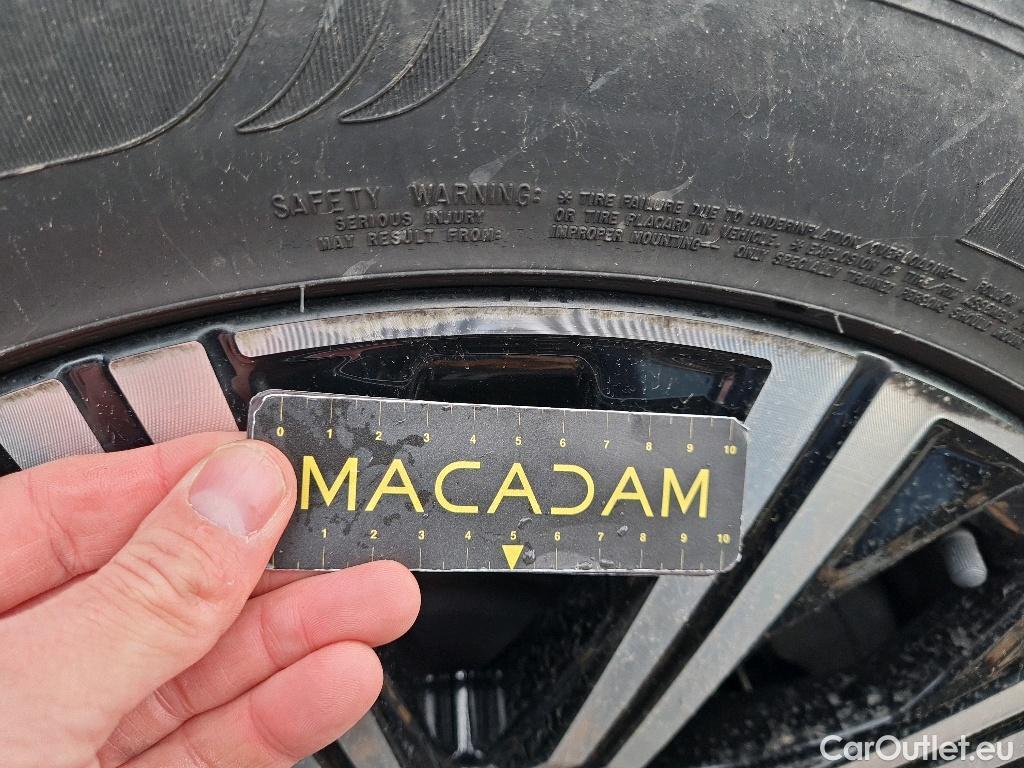 SAFETY WARNING:
SERIOUS INJURY
MAY RESULT FROM:
* TIRE FAILURE DUE TO UNDERINFLATION/OVERLOADING—
OR TIRE PLACARD IN VEHICLE. * EXPLOSION OF TIRE/RIM
IMPROPER MOUNTING— ONLY SPECIALLY TRAINED PERSONS SHOULD
0 1 2 3 4 5 6 7 8 9 10
MACADAM
1 2 3 4 5 6 7 8 9 10
CarOutlet.eu